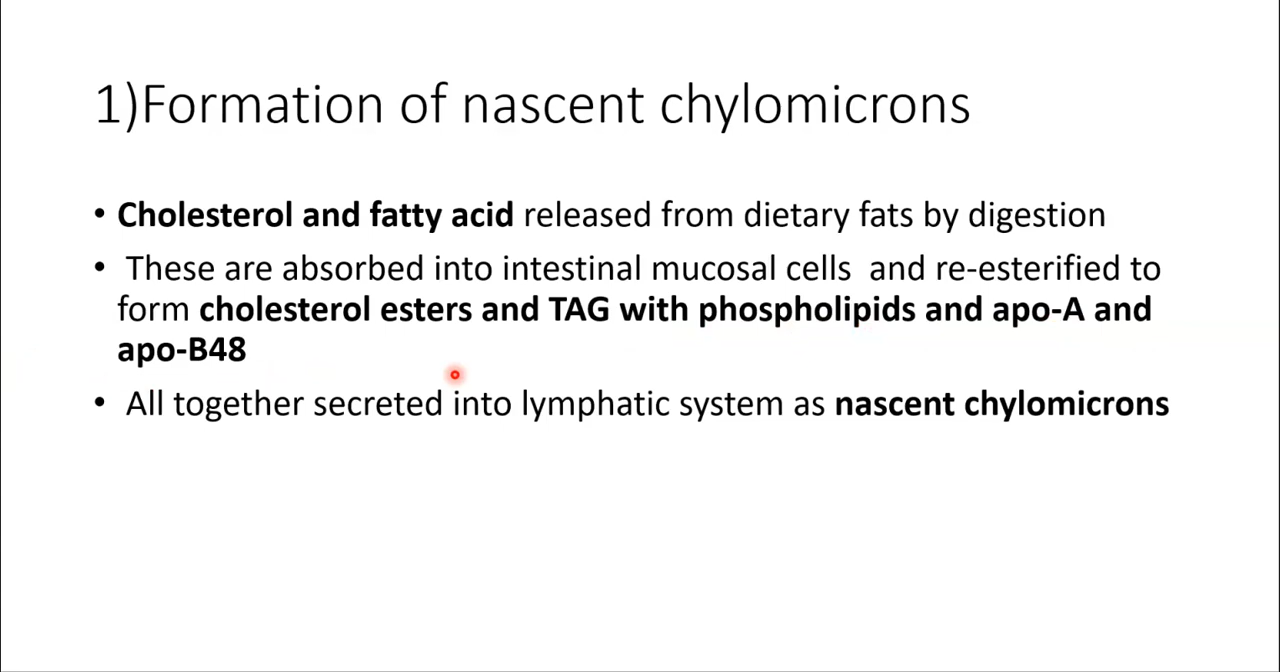 1)Formation of nascent chylomicrons
• Cholesterol and fatty acid released from dietary fats by digestion
• These are absorbed into intestinal mucosal cells  and re-esterified to
form cholesterol esters and TAG with phospholipids and apo-A and
apo-B48
• All together secreted into lymphatic system as nascent chylomicrons